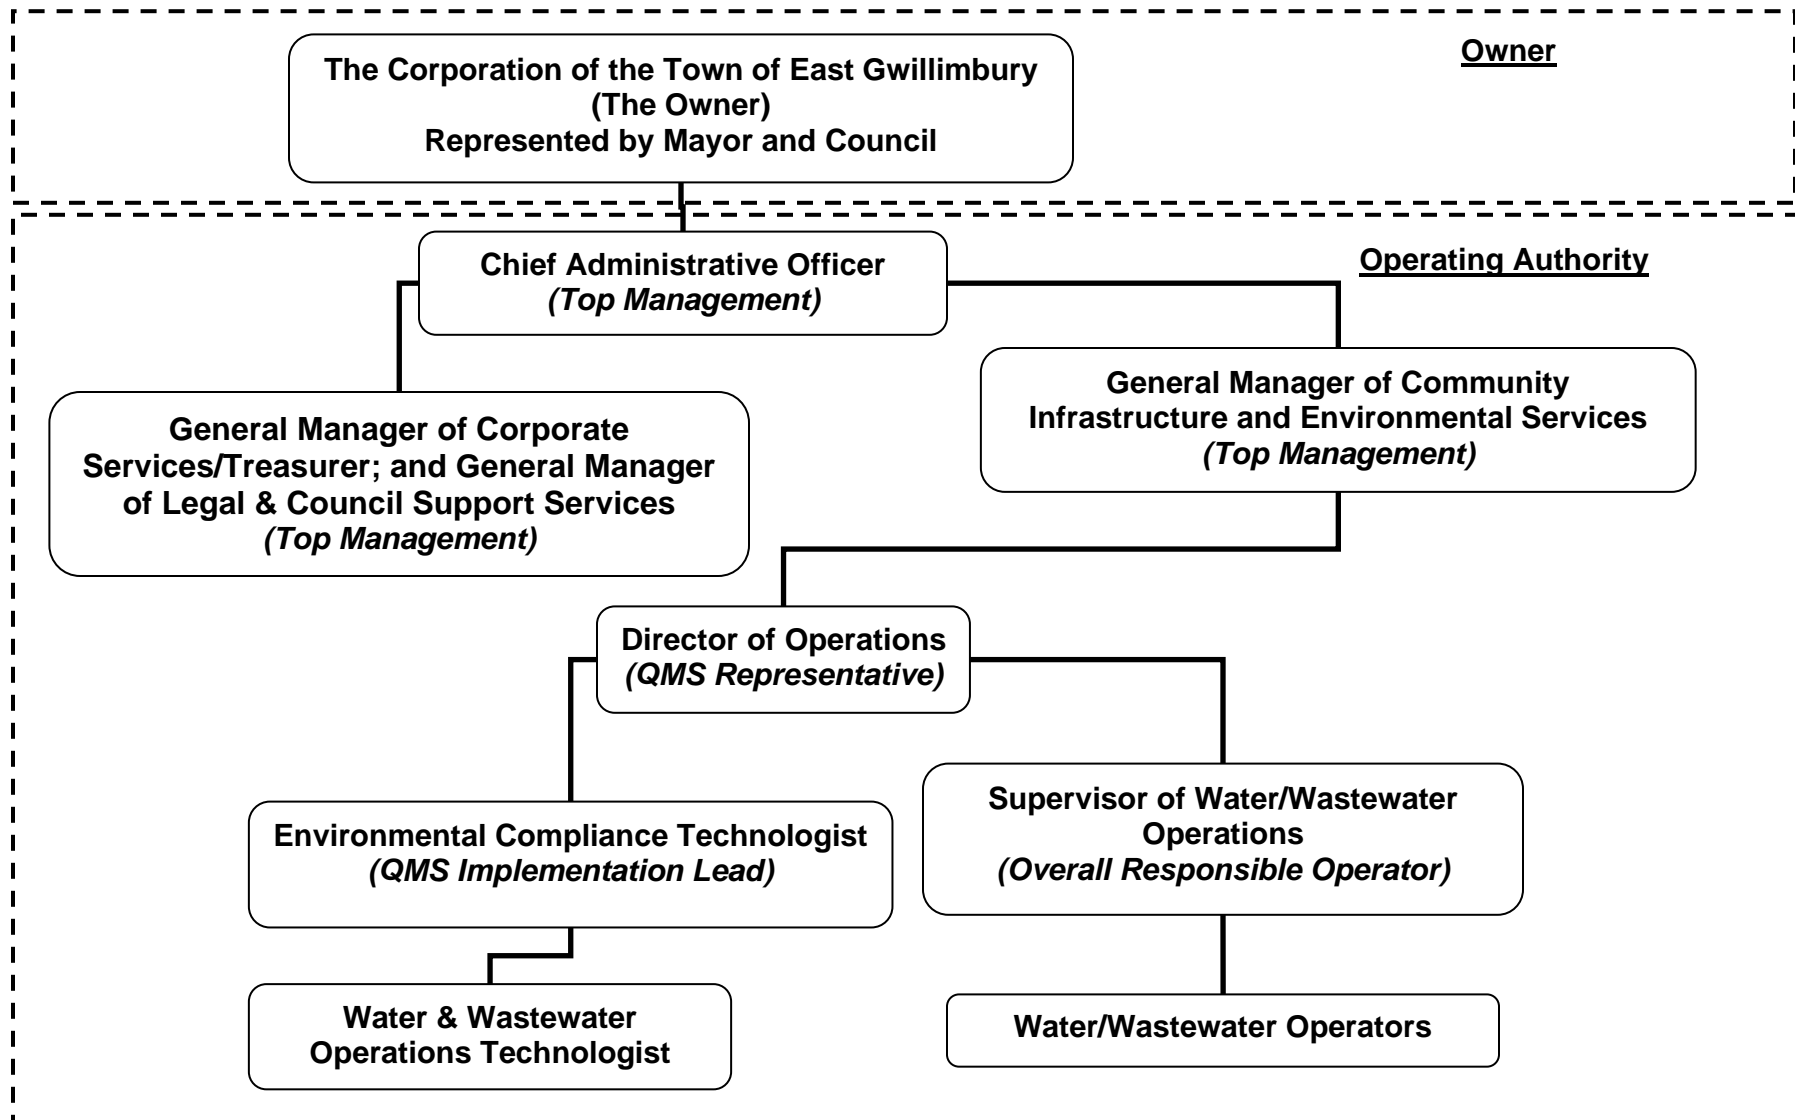 The Corporation of the Town of East Gwillimbury
(The Owner)
Represented by Mayor and Council
Owner
Chief Administrative Officer
(Top Management)
Operating Authority
General Manager of Corporate
Services/Treasurer; and General Manager
of Legal & Council Support Services
(Top Management)
General Manager of Community
Infrastructure and Environmental Services
(Top Management)
Director of Operations
(QMS Representative)
Environmental Compliance Technologist
(QMS Implementation Lead)
Supervisor of Water/Wastewater
Operations
(Overall Responsible Operator)
Water & Wastewater
Operations Technologist
Water/Wastewater Operators